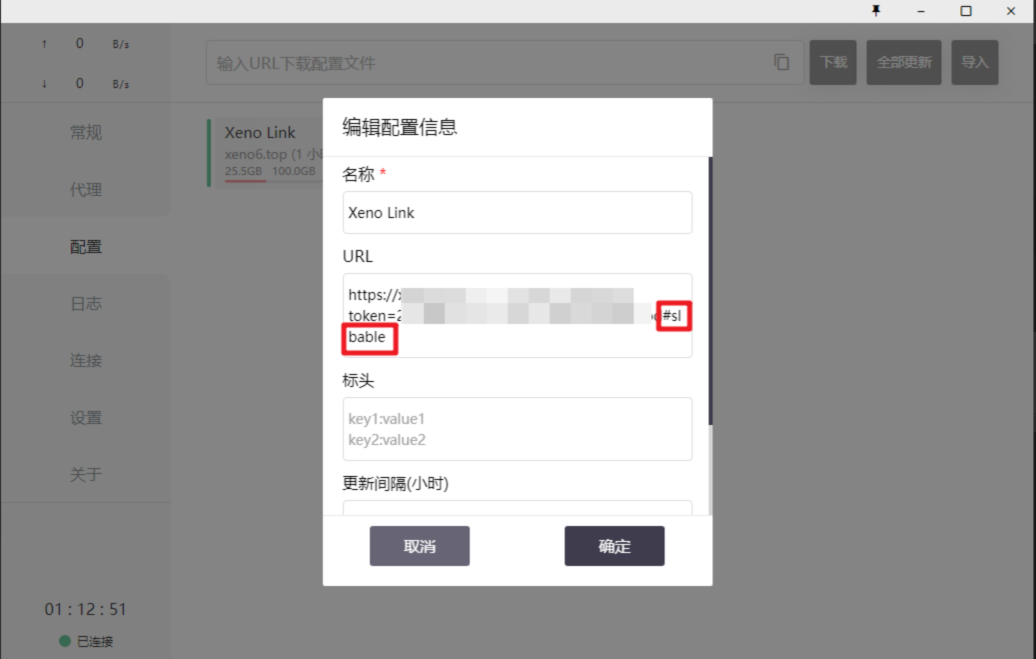 ↑ 0 B/s
↓ 0 B/s
输入URL下载配置文件
下载
全部更新
导入
常规
代理
配置
日志
连接
设置
关于
01 : 12 : 51
已连接
Xeno Link
xeno6.top (1 小
25.5GB 100.0GB
编辑配置信息
名称 *
Xeno Link
URL
https://x
token=2 #sl
bable
标头
key1:value1
key2:value2
更新间隔(小时)
取消
确定